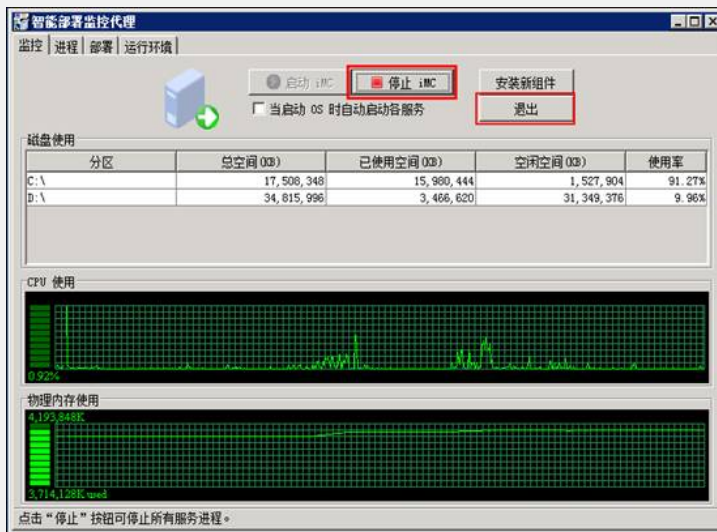 智能部署监控代理
监控 进程 部署 运行环境
启动 iMC 停止 iMC 安装新组件
当启动 OS 时自动启动各服务 退出
磁盘使用
分区 总空间(KB) 已使用空间(KB) 空闲空间(KB) 使用率
C:\ 17,508,348 15,980,444 1,527,904 91.27%
D:\ 34,815,996 3,466,620 31,349,376 9.96%
CPU 使用
0.92%
物理内存使用
4,193,848K
3,714,128K used
点击“停止”按钮可停止所有服务进程。